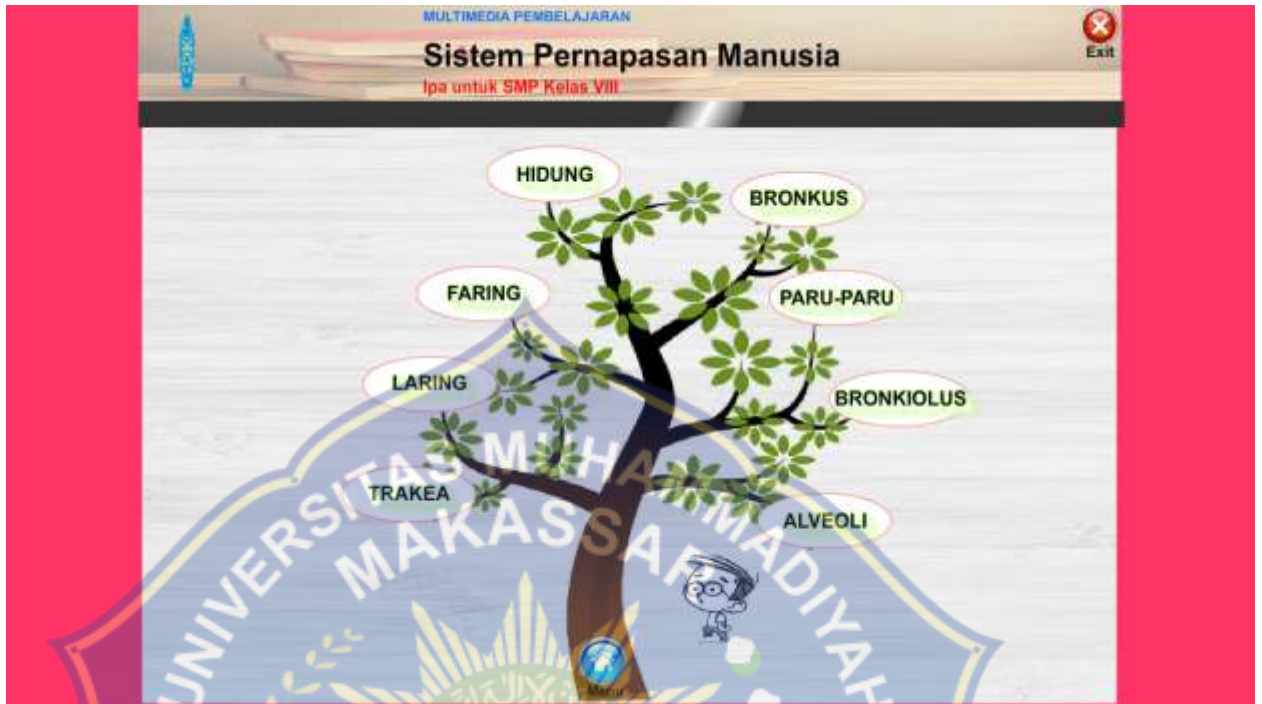 MULTIMEDIA PEMBELAJARAN
Sistem Pernapasan Manusia
Ipa untuk SMP Kelas VIII
Exit
HIDUNG
BRONKUS
FARING
PARU-PARU
LARING
BRONKIOLUS
TRAKEA
ALVEOLI
Menu
UNIVERSITAS MUHAMMADIYAH
MAKASSAR